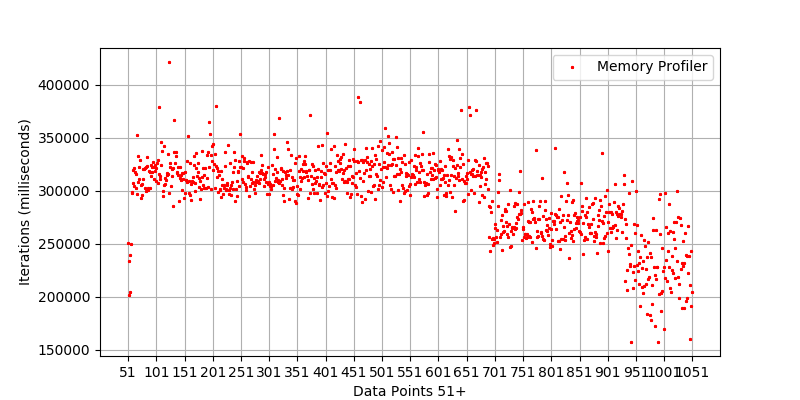 Memory Profiler
400000
350000
300000
250000
200000
150000
Iterations (milliseconds)
51 101 151 201 251 301 351 401 451 501 551 601 651 701 751 801 851 901 951 1001 1051
Data Points 51+